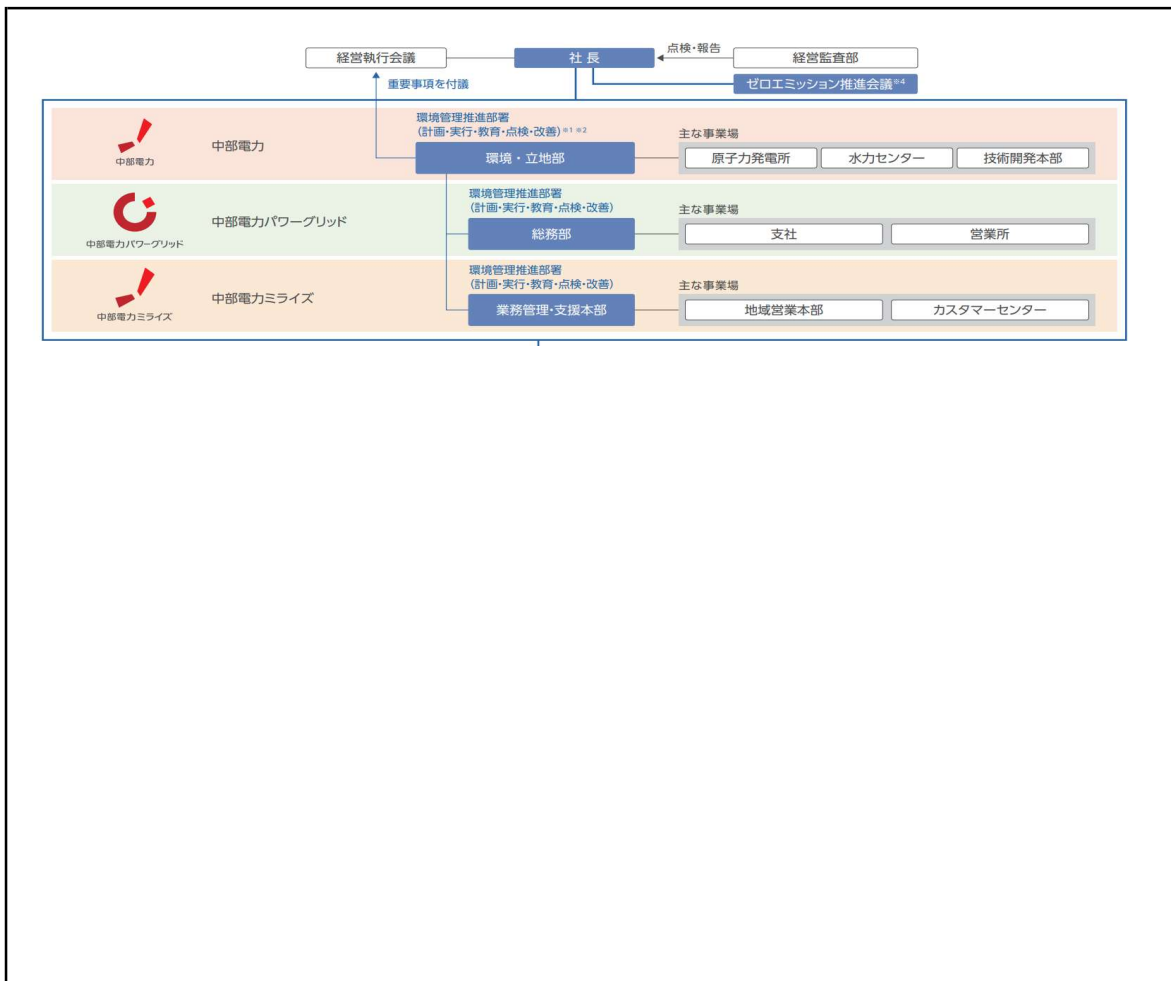 経営執行会議
社長
点検・報告
経営監査部
重要事項を付議
ゼロエミッション推進会議※4
中部電力
中部電力
環境管理推進部署
(計画・実行・教育・点検・改善)※1 ※2
環境・立地部
主な事業場
原子力発電所
水力センター
技術開発本部
中部電力パワーグリッド
中部電力パワーグリッド
環境管理推進部署
(計画・実行・教育・点検・改善)
総務部
主な事業場
支社
営業所
中部電力ミライズ
中部電力ミライズ
環境管理推進部署
(計画・実行・教育・点検・改善)
業務管理・支援本部
主な事業場
地域営業本部
カスタマーセンター